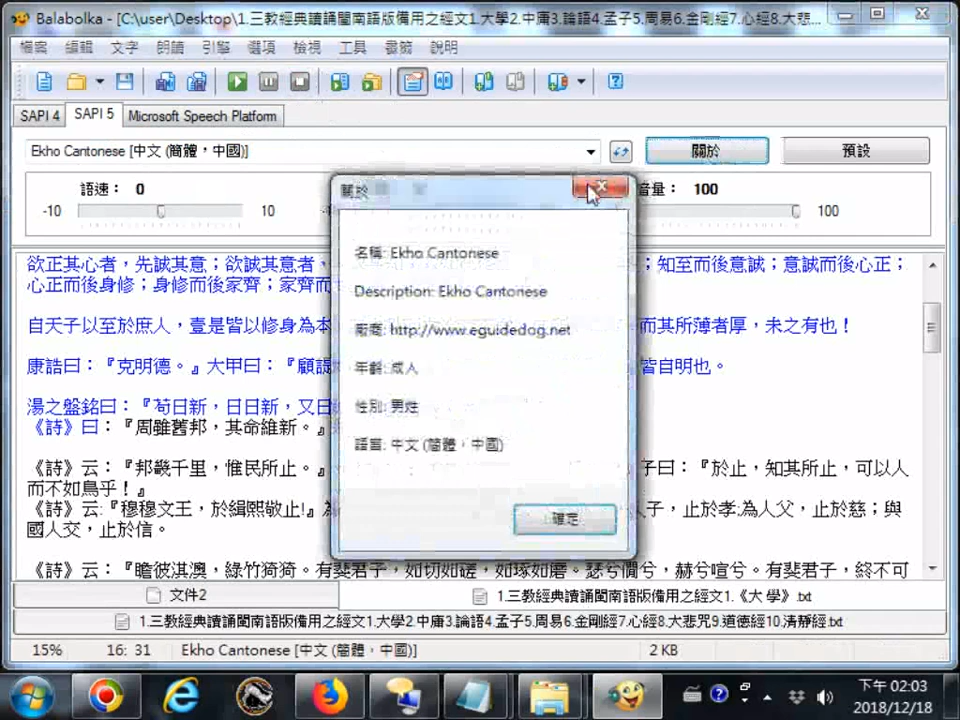 Balabolka - [C:\user\Desktop\1.三教經典讀誦閩南語版備用之經文1.大學2.中庸3.論語4.孟子5.周易6.金剛經7.心經8.大悲...
檔案 編輯 文字 朗讀 引擎 選項 檢視 工具 書籤 說明
SAPI 4 SAPI 5 Microsoft Speech Platform
Ekho Cantonese [中文 (簡體，中國)] 關於 預設
語速： 0 音量： 100
-10 10 100
關於
名稱: Ekho Cantonese
Description: Ekho Cantonese
廠商: http://www.eguidedog.net
年齡: 成人
性別: 男姓
語言: 中文 (簡體，中國)
確定
欲正其心者，先誠其意；欲誠其意者， ；知至而後意誠；意誠而後心正；
心正而後身修；身修而後家齊；家齊而
自天子以至於庶人，壹是皆以修身為本 而其所薄者厚，未之有也！
康誥曰：『克明德。』大甲曰：『顧諟 皆自明也。
湯之盤銘曰：『苟日新，日日新，又日
《詩》曰：『周雖舊邦，其命維新。』
《詩》云：『邦畿千里，惟民所止。』 子曰：『於止，知其所止，可以人
而不如鳥乎！』
《詩》云:『穆穆文王，於緝熙敬止!』為 人子，止於孝;為人父，止於慈；與
國人交，止於信。
《詩》云：『瞻彼淇澳，綠竹猗猗。有斐君子，如切如磋，如琢如磨。瑟兮僩兮，赫兮喧兮。有斐君子，終不可
文件2 1.三教經典讀誦閩南語版備用之經文1.《大 學》.txt
1.三教經典讀誦閩南語版備用之經文1.大學2.中庸3.論語4.孟子5.周易6.金剛經7.心經8.大悲咒9.道德經10.清靜經.txt
15% 16: 31 Ekho Cantonese [中文 (簡體，中國)] 2 KB
下午 02:03
2018/12/18